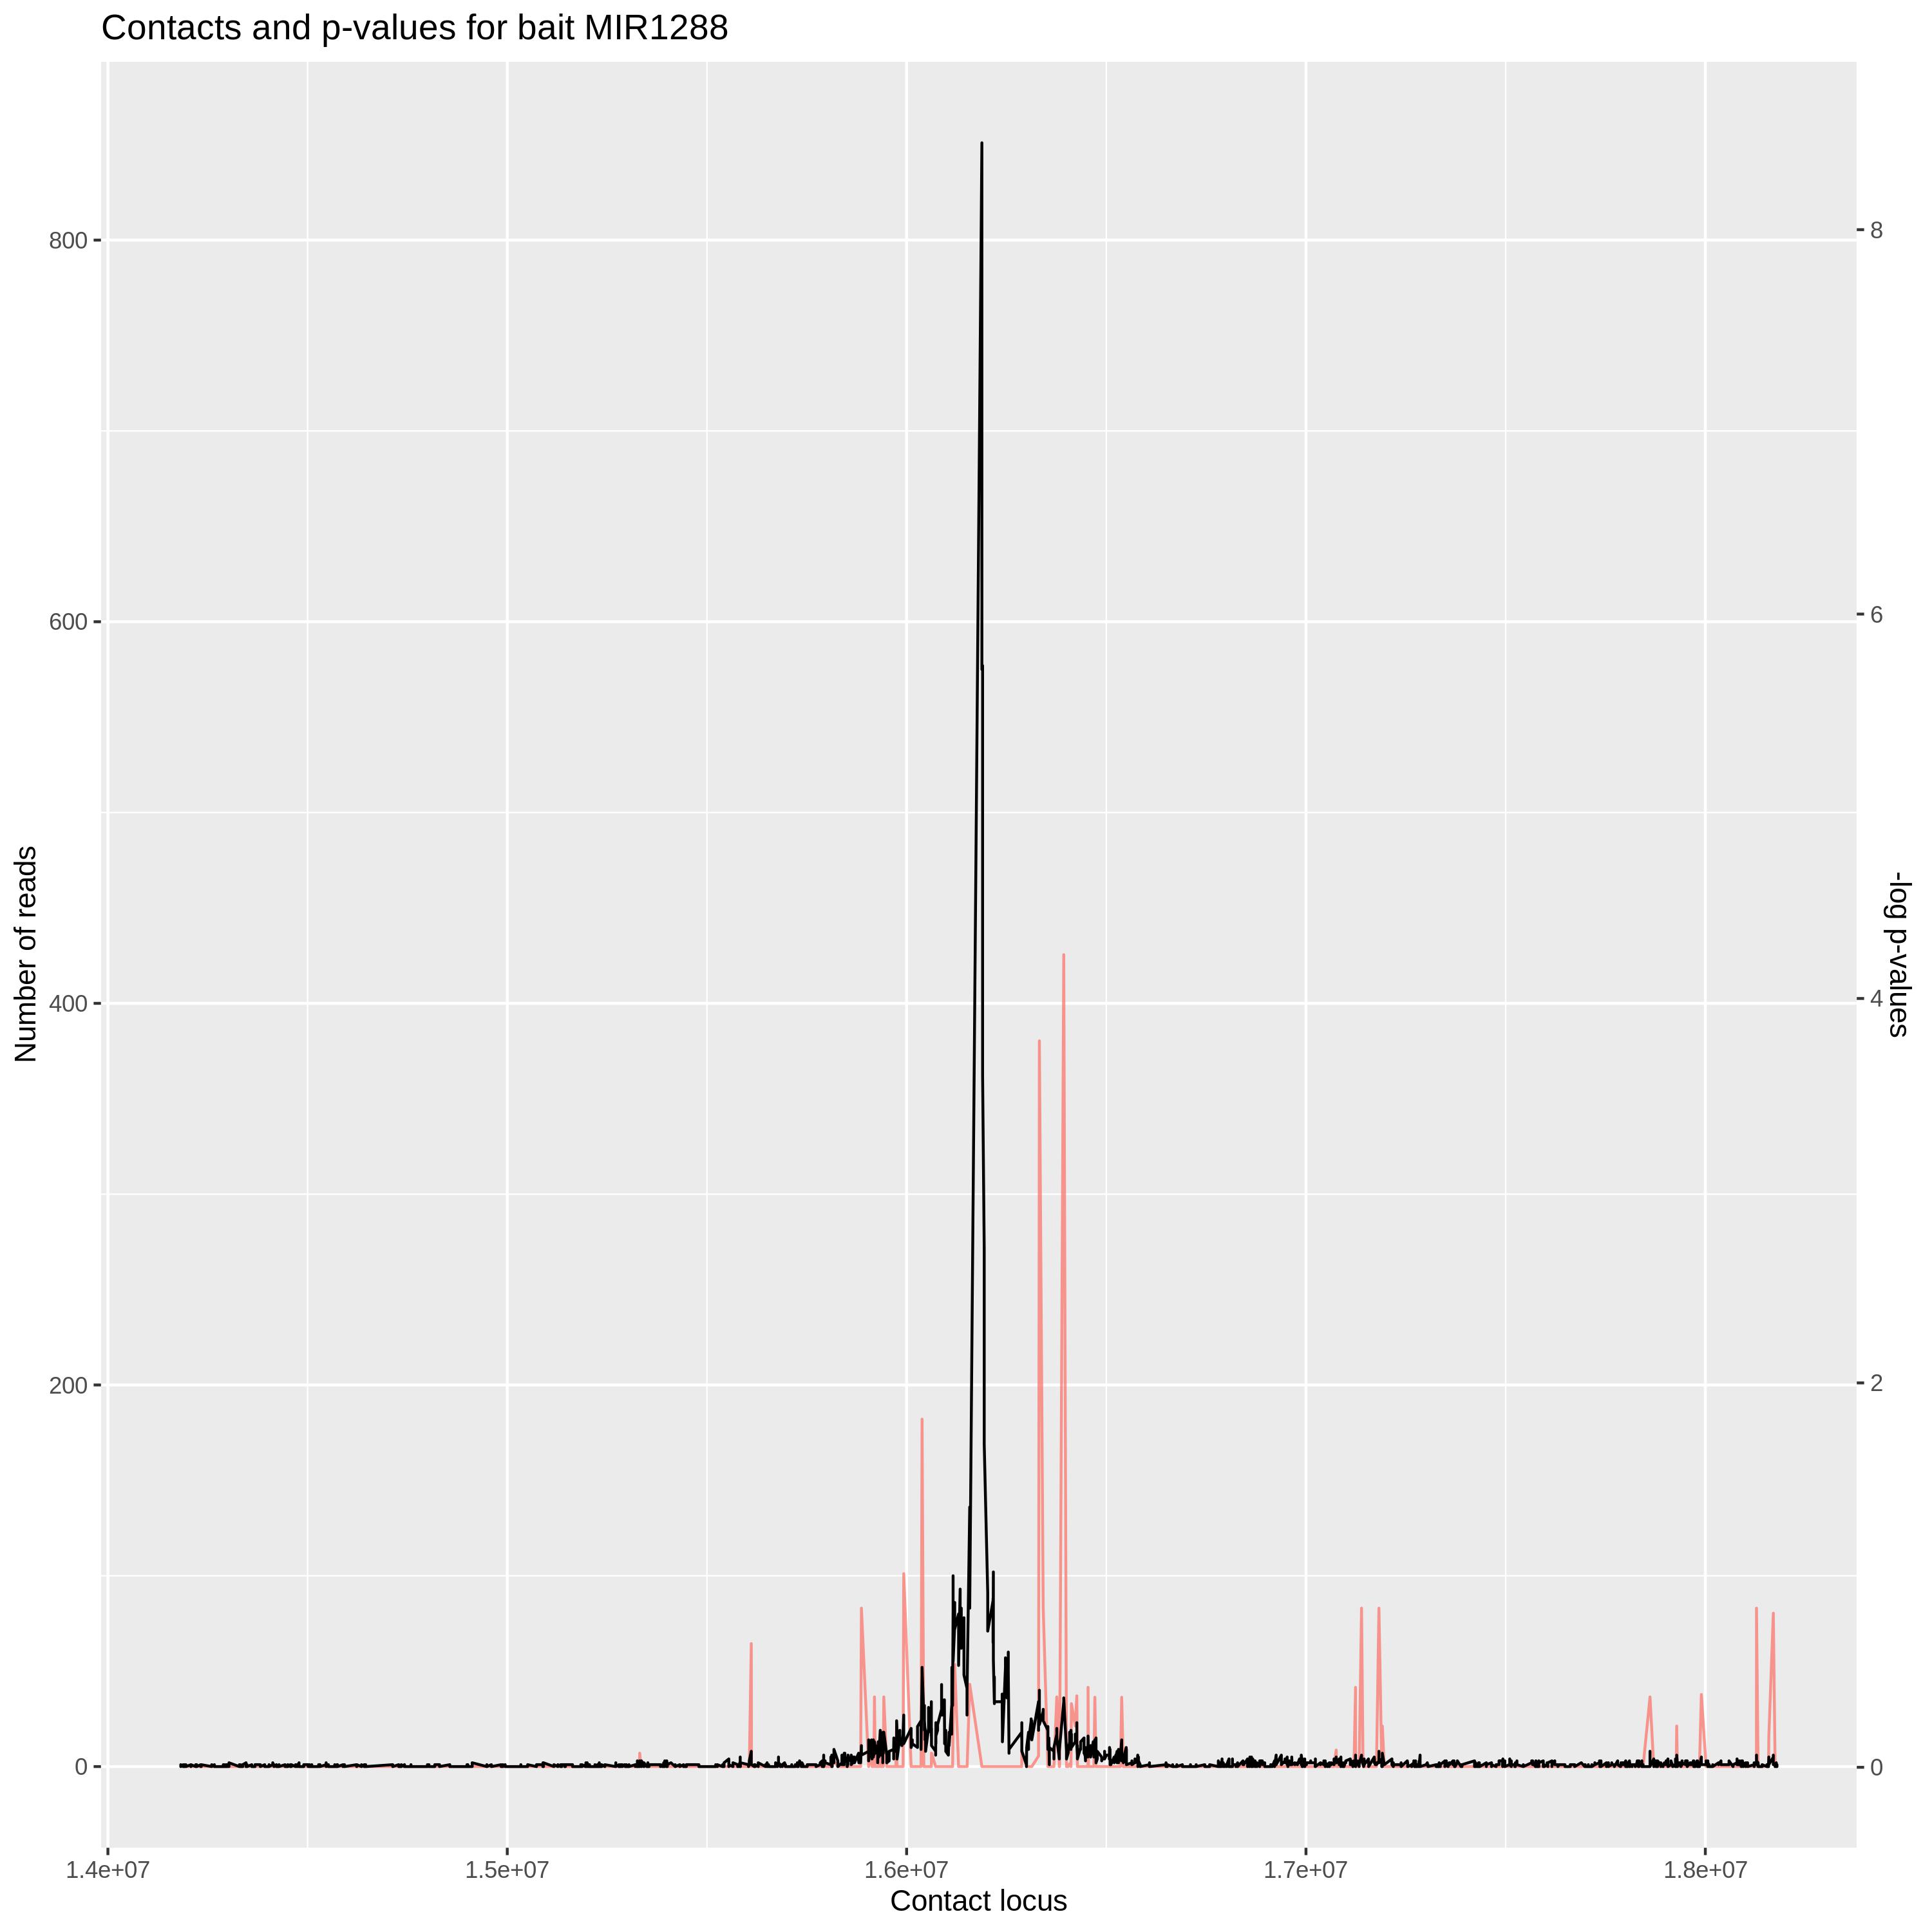 Contacts and p-values for bait MIR1288
800
600
400
200
0
Number of reads
8
6
4
2
0
-log p-values
1.4e+07
1.5e+07
1.6e+07
1.7e+07
1.8e+07
Contact locus